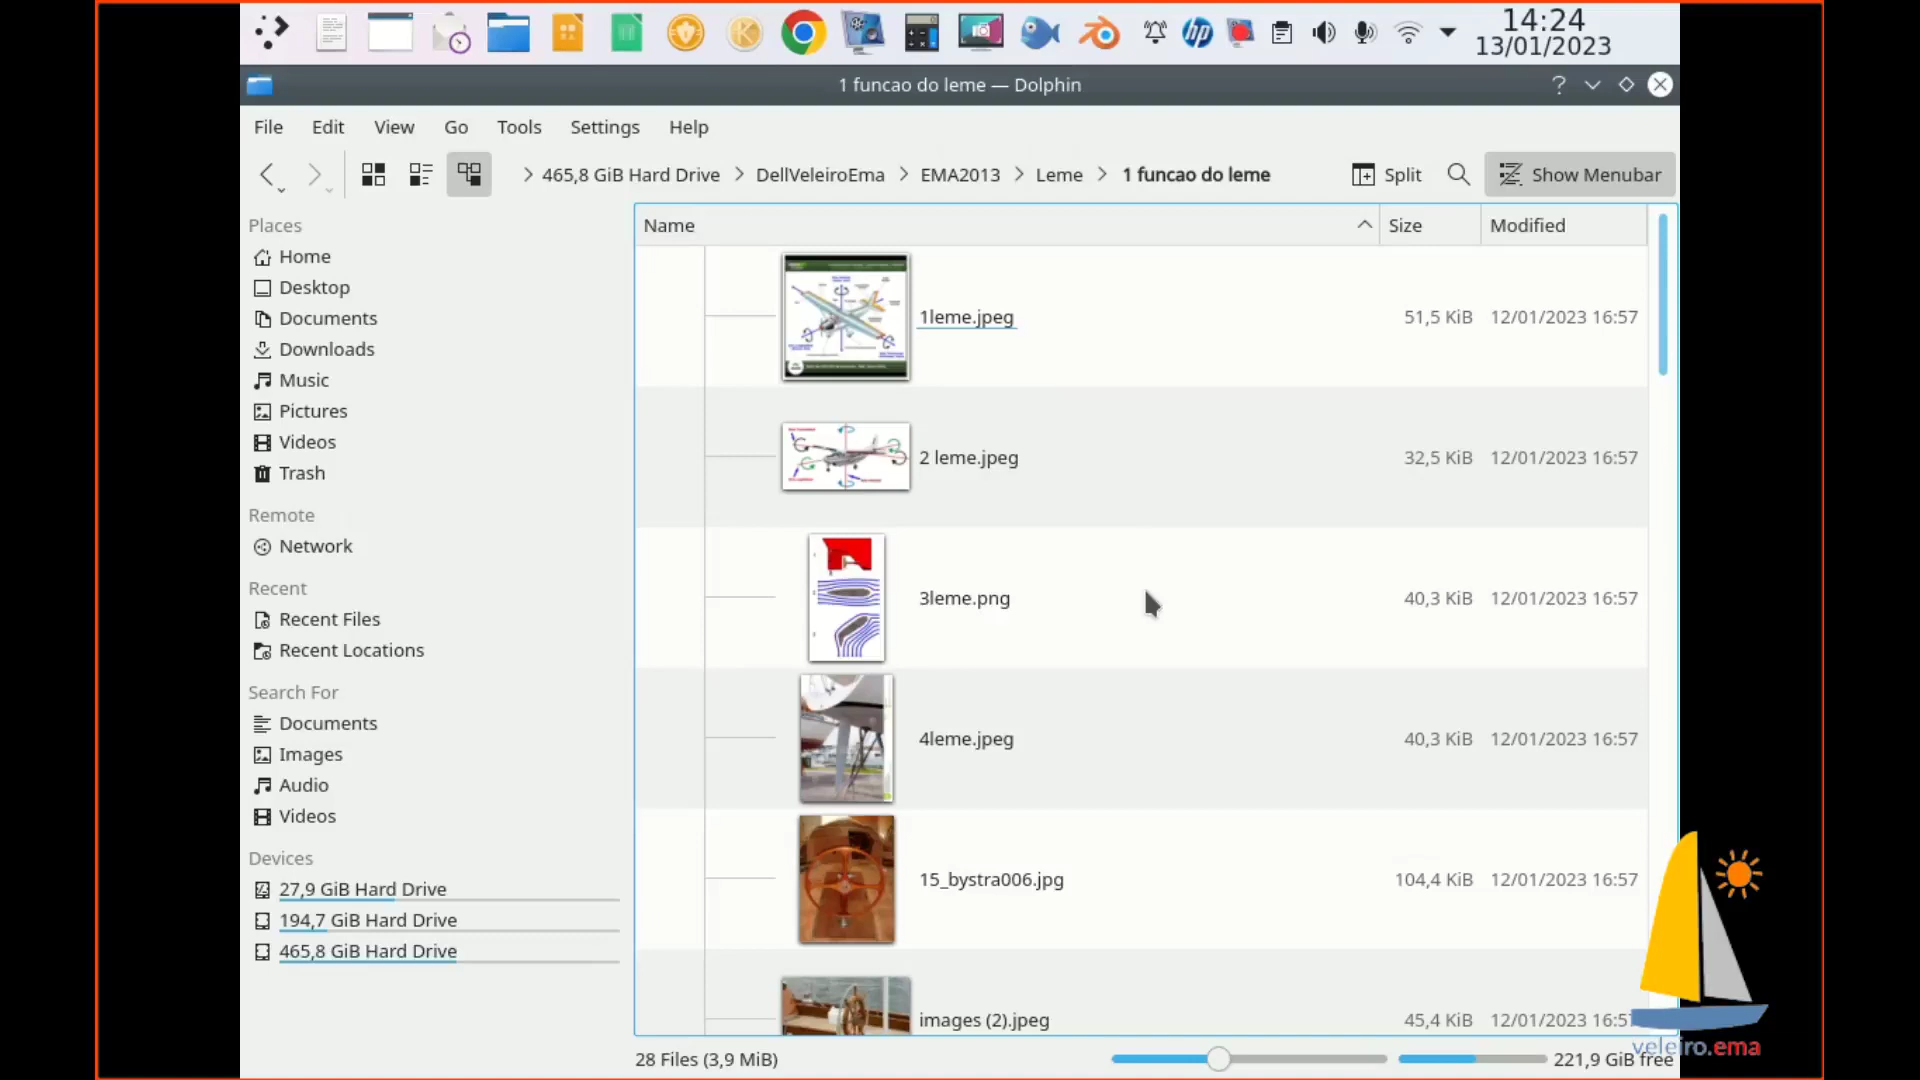 14:24
13/01/2023
1 funcao do leme — Dolphin
File Edit View Go Tools Settings Help
465,8 GiB Hard Drive DellVeleiroEma EMA2013 Leme 1 funcao do leme Split Show Menubar
Places
Home
Desktop
Documents
Downloads
Music
Pictures
Videos
Trash
Remote
Network
Recent
Recent Files
Recent Locations
Search For
Documents
Images
Audio
Videos
Devices
27,9 GiB Hard Drive
194,7 GiB Hard Drive
465,8 GiB Hard Drive
Name Size Modified
1leme.jpeg 51,5 KiB 12/01/2023 16:57
2 leme.jpeg 32,5 KiB 12/01/2023 16:57
3leme.png 40,3 KiB 12/01/2023 16:57
4leme.jpeg 40,3 KiB 12/01/2023 16:57
15_bystra006.jpg 104,4 KiB 12/01/2023 16:57
images (2).jpeg 45,4 KiB 12/01/2023 16:57
28 Files (3,9 MiB) 221,9 GiB free
veleiro.ema